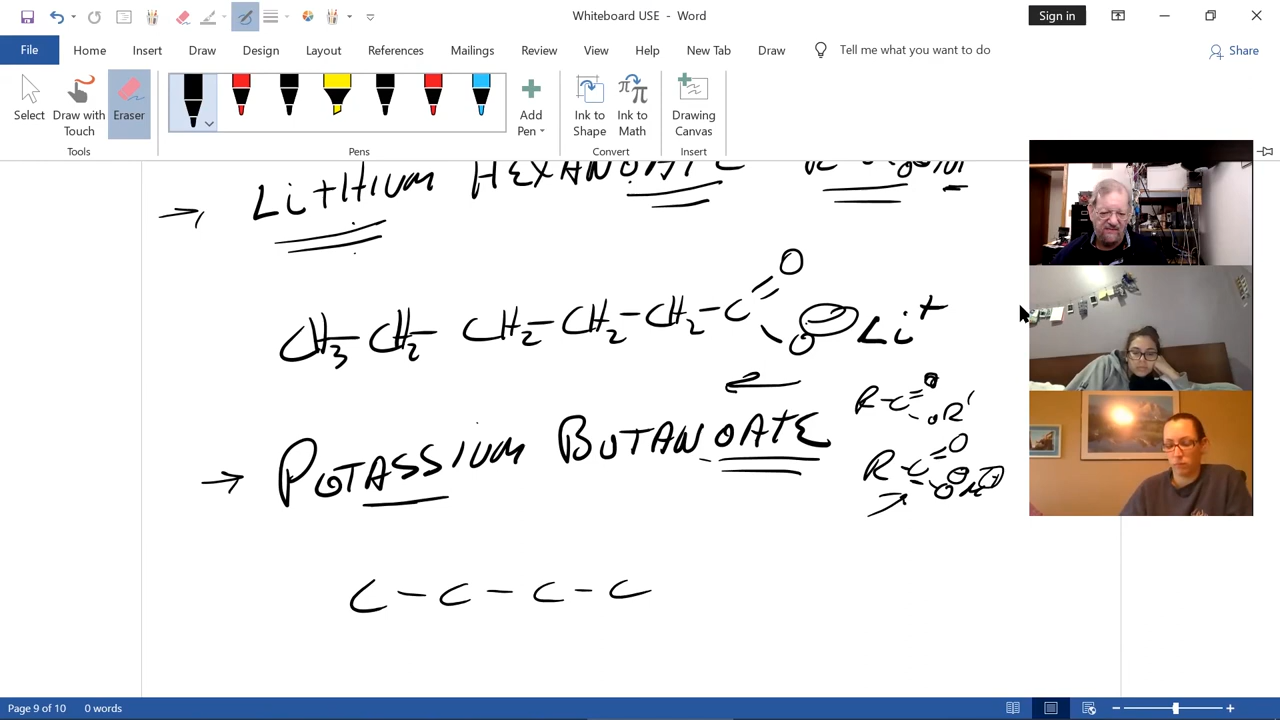 Whiteboard USE - Word
Sign in
File Home Insert Draw Design Layout References Mailings Review View Help New Tab Draw Tell me what you want to do Share
Select Draw with Touch Eraser Add Pen Ink to Shape Ink to Math Drawing Canvas
Tools Pens Convert Insert
→ LiTHIUM HEXANOATE
O
CH3-CH2 CH2-CH2-CH2-C
O ⊖ Li+
R-C=O
OR'
→ POTASSIUM BUTANOATE
R-C=O
O⊖M⊕
C-C-C-C
Page 9 of 10 0 words